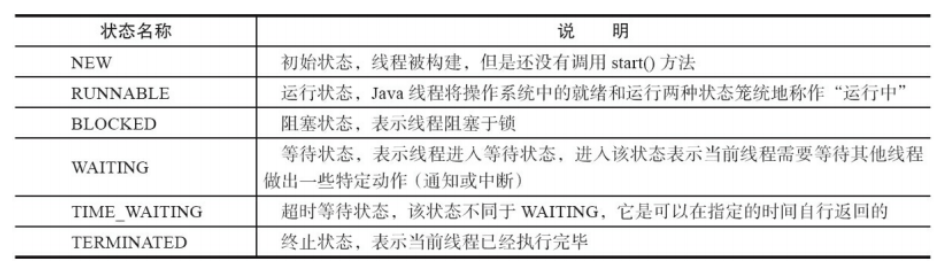 状态名称 说 明
NEW 初始状态，线程被构建，但是还没有调用 start() 方法
RUNNABLE 运行状态，Java 线程将操作系统中的就绪和运行两种状态笼统地称作“运行中”
BLOCKED 阻塞状态，表示线程阻塞于锁
WAITING 等待状态，表示线程进入等待状态，进入该状态表示当前线程需要等待其他线程
做出一些特定动作（通知或中断）
TIME_WAITING 超时等待状态，该状态不同于 WAITING，它是可以在指定的时间自行返回的
TERMINATED 终止状态，表示当前线程已经执行完毕